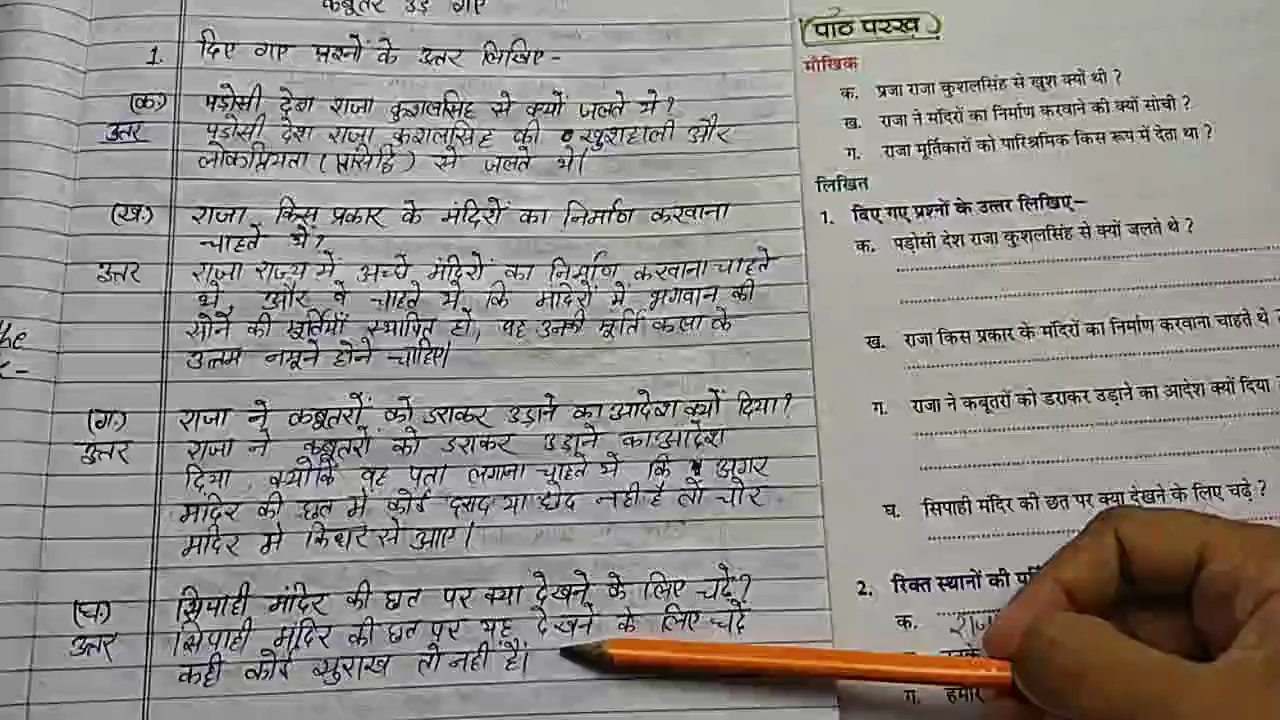 कबूतर उड़ गए
1. दिए गए प्रश्नों के उत्तर लिखिए-
(क.) पड़ोसी देश राजा कुशलसिंह से क्यों जलते थे?
उत्तर पड़ोसी देश राजा कुशलसिंह की खुशहाली और
लोकप्रियता (प्रसिद्धि) से जलते थे।
(ख.) राजा किस प्रकार के मंदिरों का निर्माण करवाना
चाहते थे?
उत्तर राजा राज्य में अच्छे मंदिरों का निर्माण करवाना चाहते
थे और वे चाहते थे कि मंदिरों में भगवान की
सोने की मूर्तियाँ स्थापित हों, वह उनकी मूर्ति कला के
उत्तम नमूने होने चाहिए।
(ग.) राजा ने कबूतरों को डराकर उड़ाने का आदेश क्यों दिया?
उत्तर राजा ने कबूतरों को डराकर उड़ाने का आदेश
दिया क्योंकि वह पता लगाना चाहते थे कि अगर
मंदिर की छत में कोई दरार या छेद नहीं है तो चोर
मंदिर में किधर से आए।
(घ.) सिपाही मंदिर की छत पर क्या देखने के लिए चढ़े?
उत्तर सिपाही मंदिर की छत पर यह देखने के लिए चढ़े
कही कोई सुराख तो नहीं है।
पाठ परख
मौखिक
क. प्रजा राजा कुशलसिंह से खुश क्यों थी ?
ख. राजा ने मंदिरों का निर्माण करवाने की क्यों सोची ?
ग. राजा मूर्तिकारों को पारिश्रमिक किस रूप में देता था ?
लिखित
1. दिए गए प्रश्नों के उत्तर लिखिए–
क. पड़ोसी देश राजा कुशलसिंह से क्यों जलते थे ?
ख. राजा किस प्रकार के मंदिरों का निर्माण करवाना चाहते थे
ग. राजा ने कबूतरों को डराकर उड़ाने का आदेश क्यों दिया ?
घ. सिपाही मंदिर की छत पर क्या देखने के लिए चढ़े ?
2. रिक्त स्थानों की
क.
ग. हमारे